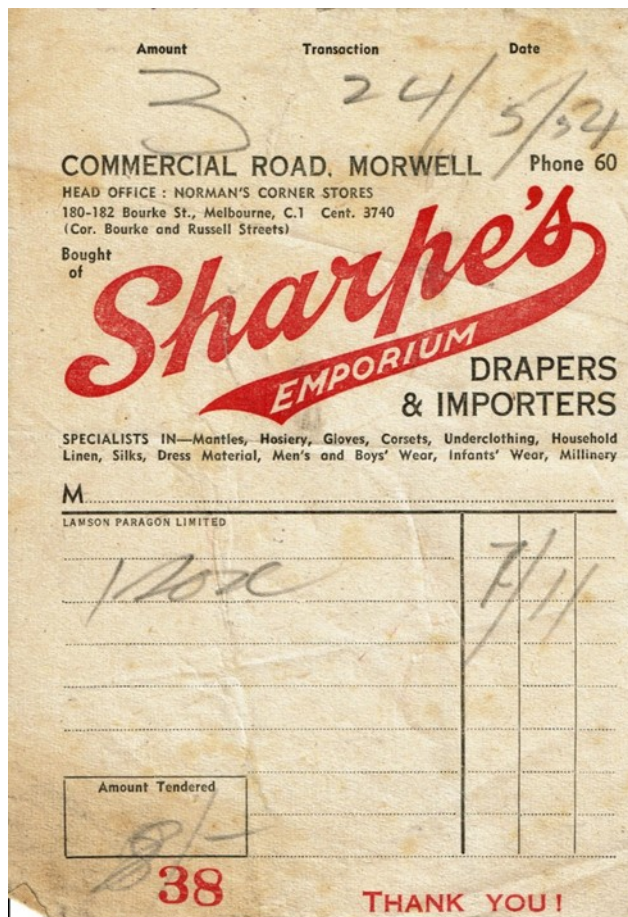 Amount Transaction Date
3 24/5/54
COMMERCIAL ROAD, MORWELL Phone 60
HEAD OFFICE : NORMAN'S CORNER STORES
180-182 Bourke St., Melbourne, C.1 Cent. 3740
(Cor. Bourke and Russell Streets)
Bought
of
Sharpe's
EMPORIUM
DRAPERS
& IMPORTERS
SPECIALISTS IN—Mantles, Hosiery, Gloves, Corsets, Underclothing, Household
Linen, Silks, Dress Material, Men's and Boys' Wear, Infants' Wear, Millinery
M
LAMSON PARAGON LIMITED
7/11
Amount Tendered
8/-
38 THANK YOU!